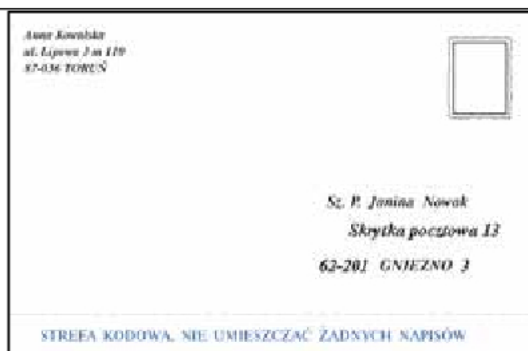 Anna Kowalska
ul. Lipowa 3 m 119
87-036 TORUŃ
Sz. P. Janina Nowak
Skrytka pocztowa 13
62-201 GNIEZNO 3
STREFA KODOWA, NIE UMIESZCZAĆ ŻADNYCH NAPISÓW